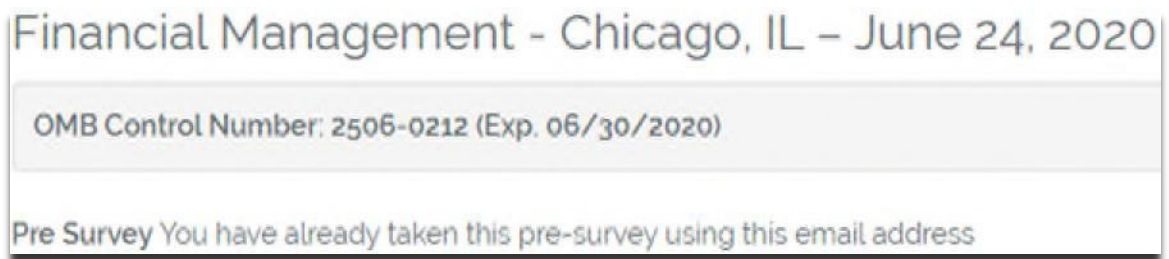 Financial Management - Chicago, IL – June 24, 2020
OMB Control Number: 2506-0212 (Exp. 06/30/2020)
Pre Survey You have already taken this pre-survey using this email address